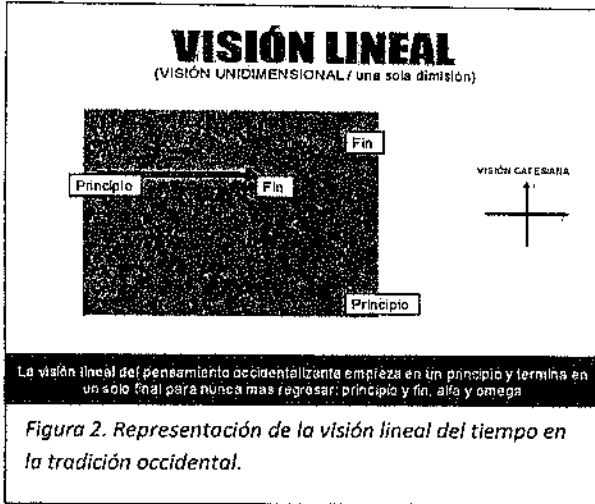 VISIÓN LINEAL
(VISIÓN UNIDIMENSIONAL / una sola dimisión)
Fin
Principio
Fin
VISIÓN CATESIANA
Principio
La visión lineal del pensamiento occidentalizante empieza en un principio y termina en
un solo final para nunca mas regresar: principio y fin, alfa y omega
Figura 2. Representación de la visión lineal del tiempo en
la tradición occidental.